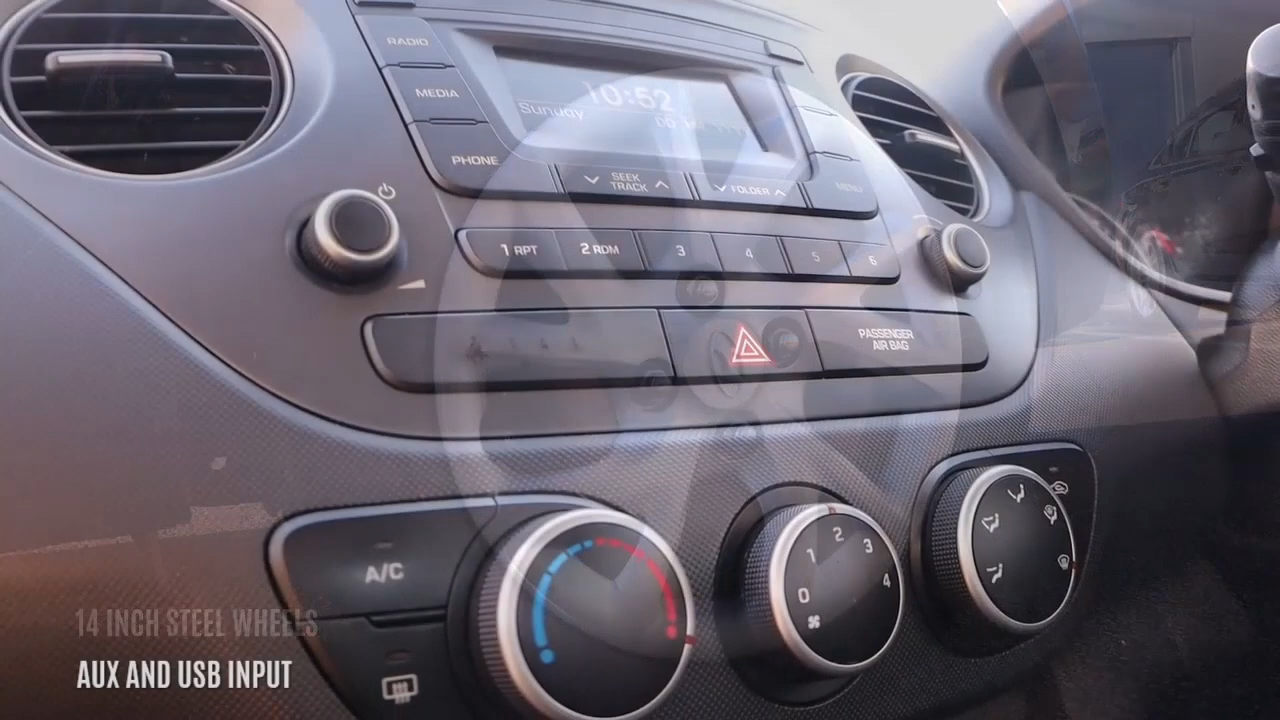 RADIO
MEDIA
PHONE
10:52
Sunday
06
SEEK
TRACK
FOLDER
MENU
1 RPT
2 RDM
3
4
5
6
PASSENGER
AIR BAG
A/C
0
1
2
3
4
14 INCH STEEL WHEELS
AUX AND USB INPUT